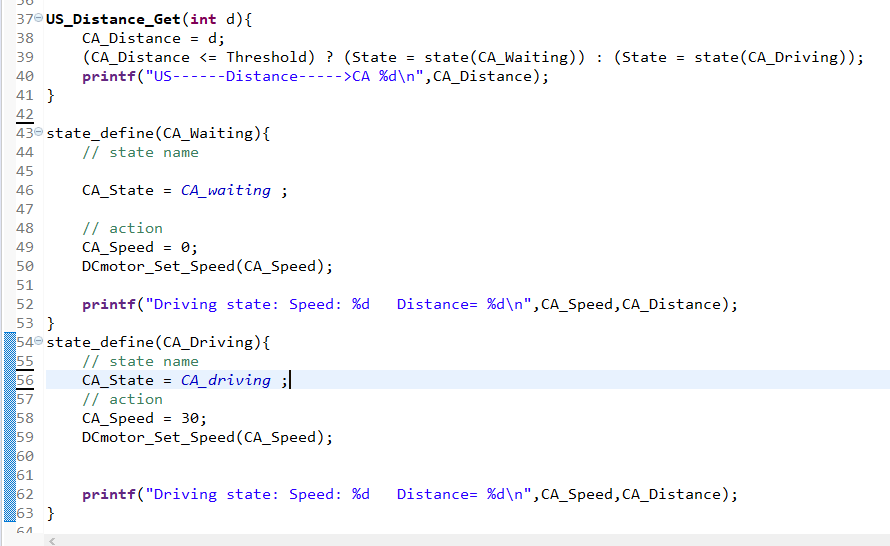 37 US_Distance_Get(int d){
38     CA_Distance = d;
39     (CA_Distance <= Threshold) ? (State = state(CA_Waiting)) : (State = state(CA_Driving));
40     printf("US------Distance----->CA %d\n",CA_Distance);
41 }
42
43 state_define(CA_Waiting){
44     // state name
45
46     CA_State = CA_waiting ;
47
48     // action
49     CA_Speed = 0;
50     DCmotor_Set_Speed(CA_Speed);
51
52     printf("Driving state: Speed: %d   Distance= %d\n",CA_Speed,CA_Distance);
53 }
54 state_define(CA_Driving){
55     // state name
56     CA_State = CA_driving ;
57     // action
58     CA_Speed = 30;
59     DCmotor_Set_Speed(CA_Speed);
60
61
62     printf("Driving state: Speed: %d   Distance= %d\n",CA_Speed,CA_Distance);
63 }
64